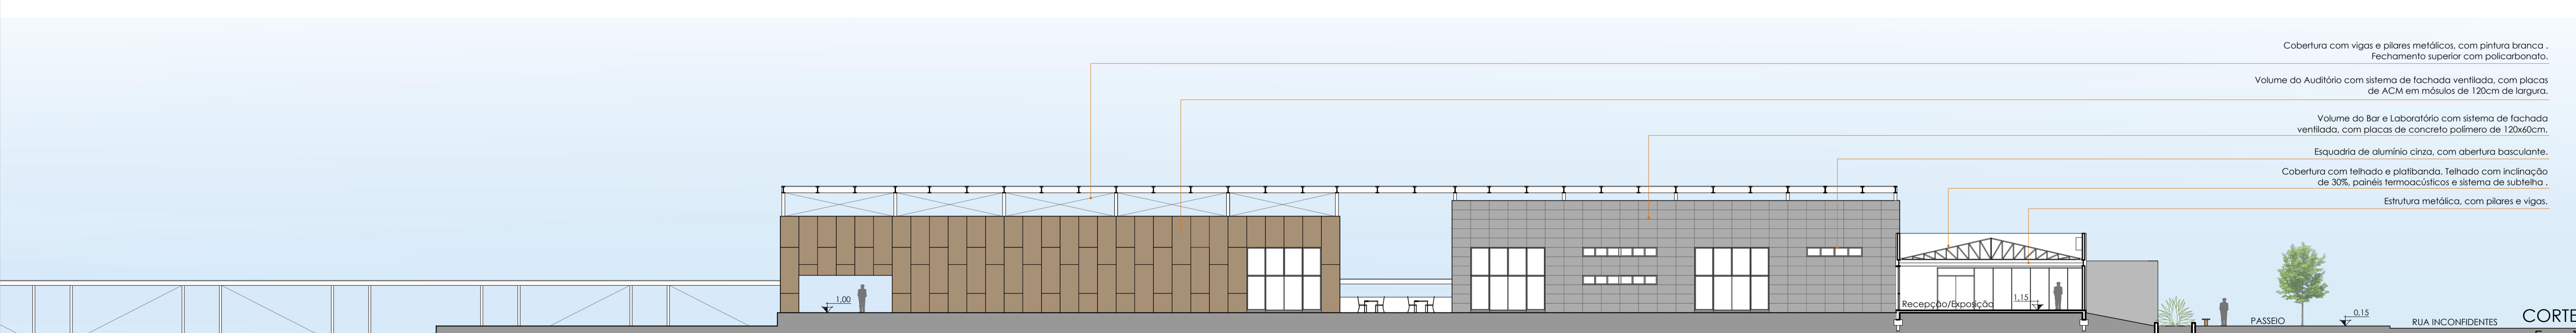 Cobertura com vigas e pilares metálicos, com pintura branca .
Fechamento superior com policarbonato.
Volume do Auditório com sistema de fachada ventilada, com placas
de ACM em mósulos de 120cm de largura.
Volume do Bar e Laboratório com sistema de fachada
ventilada, com placas de concreto polímero de 120x60cm.
Esquadria de alumínio cinza, com abertura basculante.
Cobertura com telhado e platibanda. Telhado com inclinação
de 30%, painéis termoacústicos e sistema de subtelha .
Estrutura metálica, com pilares e vigas.
1,00
Recepção/Exposição
1,15
PASSEIO
0,15
RUA INCONFIDENTES
CORTE